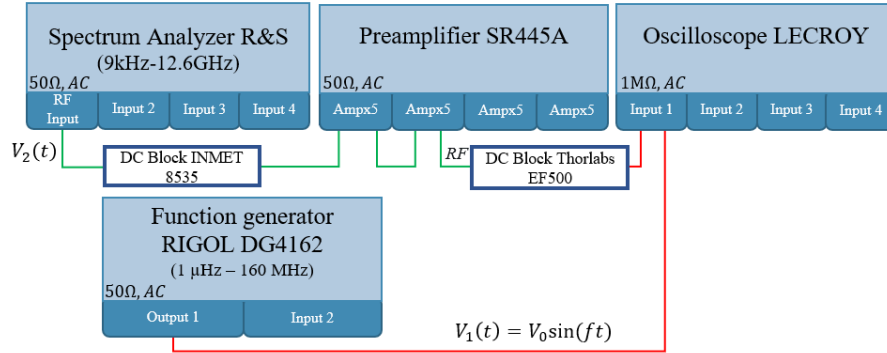 Spectrum Analyzer R&S
(9kHz-12.6GHz)
50Ω, AC
RF
Input
Input 2
Input 3
Input 4
Preamplifier SR445A
50Ω, AC
Ampx5
Ampx5
Ampx5
Ampx5
Oscilloscope LECROY
1MΩ, AC
Input 1
Input 2
Input 3
Input 4
V₂(t)
DC Block INMET
8535
RF
DC Block Thorlabs
EF500
Function generator
RIGOL DG4162
(1 µHz – 160 MHz)
50Ω, AC
Output 1
Input 2
V₁(t) = V₀sin(ft)